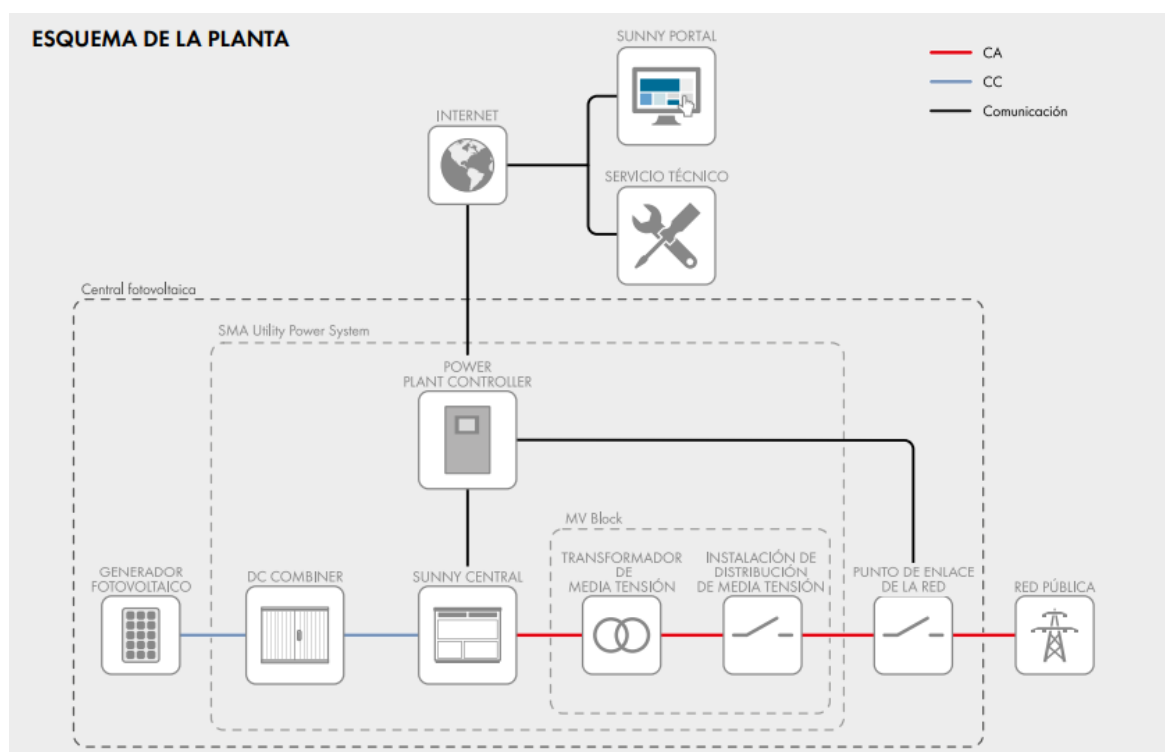 ESQUEMA DE LA PLANTA
SUNNY PORTAL
CA
CC
Comunicación
INTERNET
SERVICIO TÉCNICO
Central fotovoltaica
SMA Utility Power System
POWER
PLANT CONTROLLER
MV Block
GENERADOR
FOTOVOLTAICO
DC COMBINER
SUNNY CENTRAL
TRANSFORMADOR
DE
MEDIA TENSIÓN
INSTALACIÓN DE
DISTRIBUCIÓN
DE MEDIA TENSIÓN
PUNTO DE ENLACE
DE LA RED
RED PÚBLICA